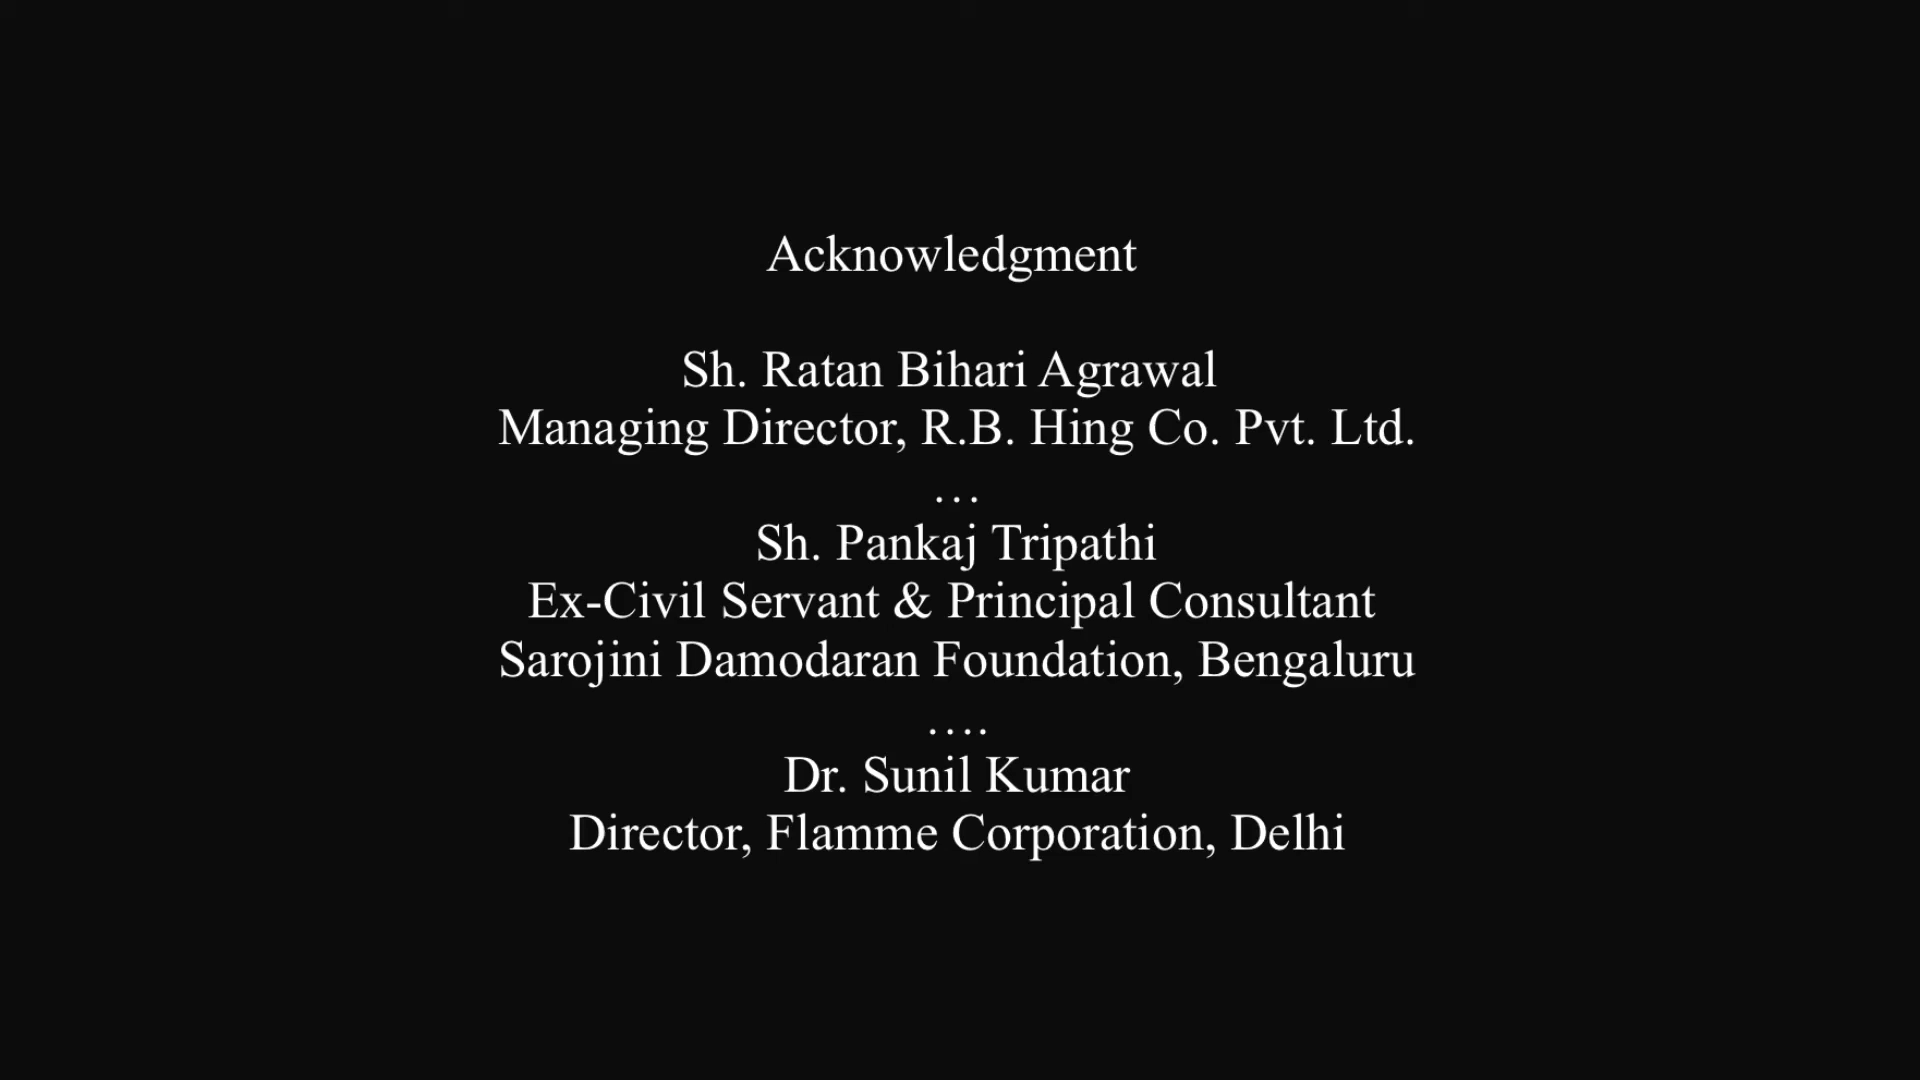 Acknowledgment
Sh. Ratan Bihari Agrawal
Managing Director, R.B. Hing Co. Pvt. Ltd.
…
Sh. Pankaj Tripathi
Ex-Civil Servant & Principal Consultant
Sarojini Damodaran Foundation, Bengaluru
….
Dr. Sunil Kumar
Director, Flamme Corporation, Delhi